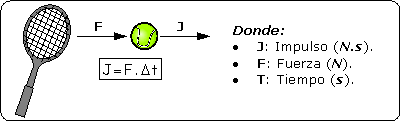 F
J
J=F.Δt
Donde:
• J: Impulso (N.s).
• F: Fuerza (N).
• T: Tiempo (s).